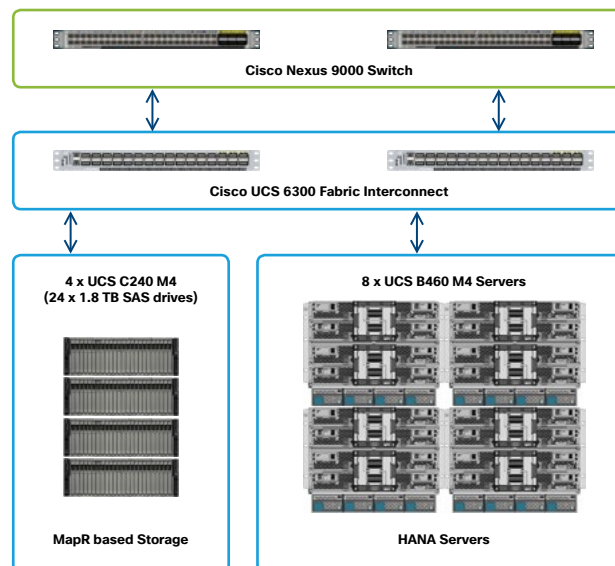 Cisco Nexus 9000 Switch
Cisco UCS 6300 Fabric Interconnect
4 x UCS C240 M4
(24 x 1.8 TB SAS drives)
MapR based Storage
8 x UCS B460 M4 Servers
HANA Servers